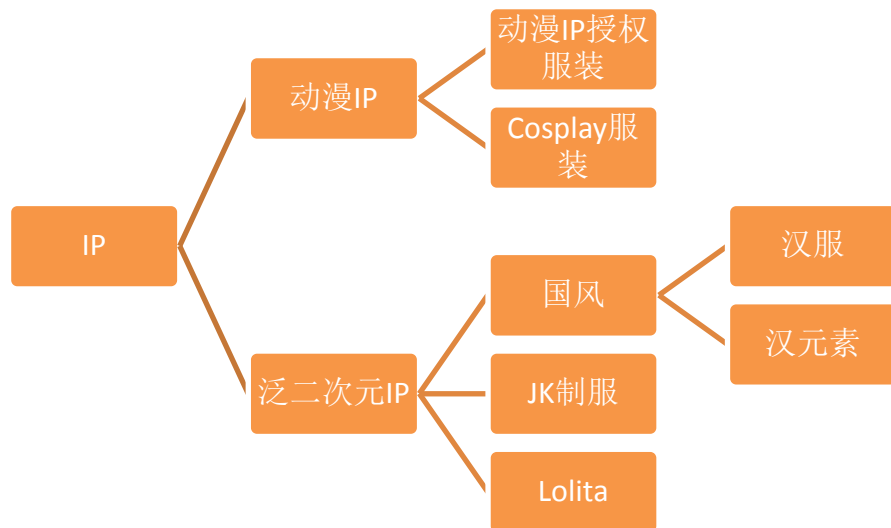 IP
动漫IP
动漫IP授权
服装
Cosplay服
装
泛二次元IP
国风
汉服
汉元素
JK制服
Lolita